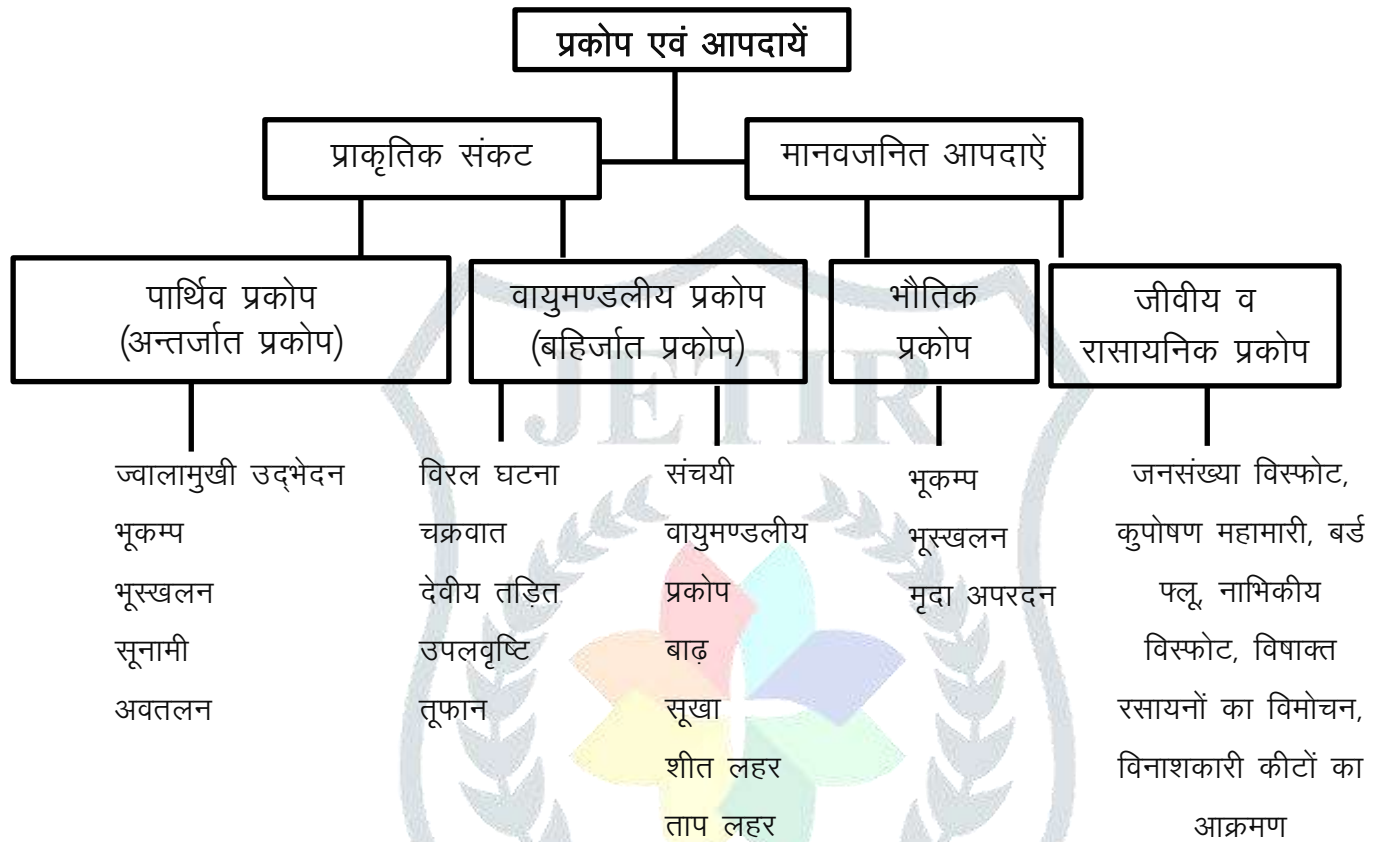 प्रकोप एवं आपदायें
प्राकृतिक संकट
मानवजनित आपदाऐं
पार्थिव प्रकोप
(अन्तर्जात प्रकोप)
वायुमण्डलीय प्रकोप
(बहिर्जात प्रकोप)
भौतिक
प्रकोप
जीवीय व
रासायनिक प्रकोप
JETIR
ज्वालामुखी उद्‌भेदन
भूकम्प
भूस्खलन
सूनामी
अवतलन
विरल घटना
चक्रवात
देवीय तड़ित
उपलवृष्टि
तूफान
संचयी
वायुमण्डलीय
प्रकोप
बाढ़
सूखा
शीत लहर
ताप लहर
भूकम्प
भूस्खलन
मृदा अपरदन
जनसंख्या विस्फोट,
कुपोषण महामारी, बर्ड
फ्लू, नाभिकीय
विस्फोट, विषाक्त
रसायनों का विमोचन,
विनाशकारी कीटों का
आक्रमण